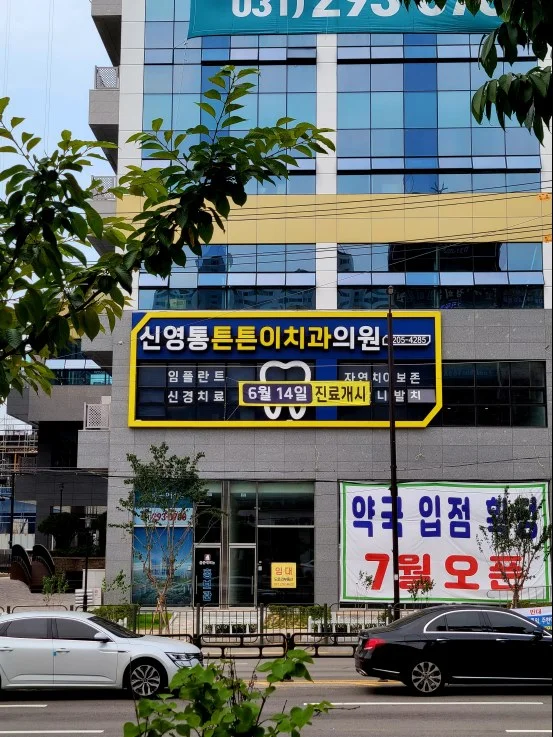 031) 293-
신영통튼튼이치과의원 205-4285
임플란트 자연치아보존
신경치료 니발치
6월 14일 진료개시
약국 입점 확정
7월 오픈
임대
임대